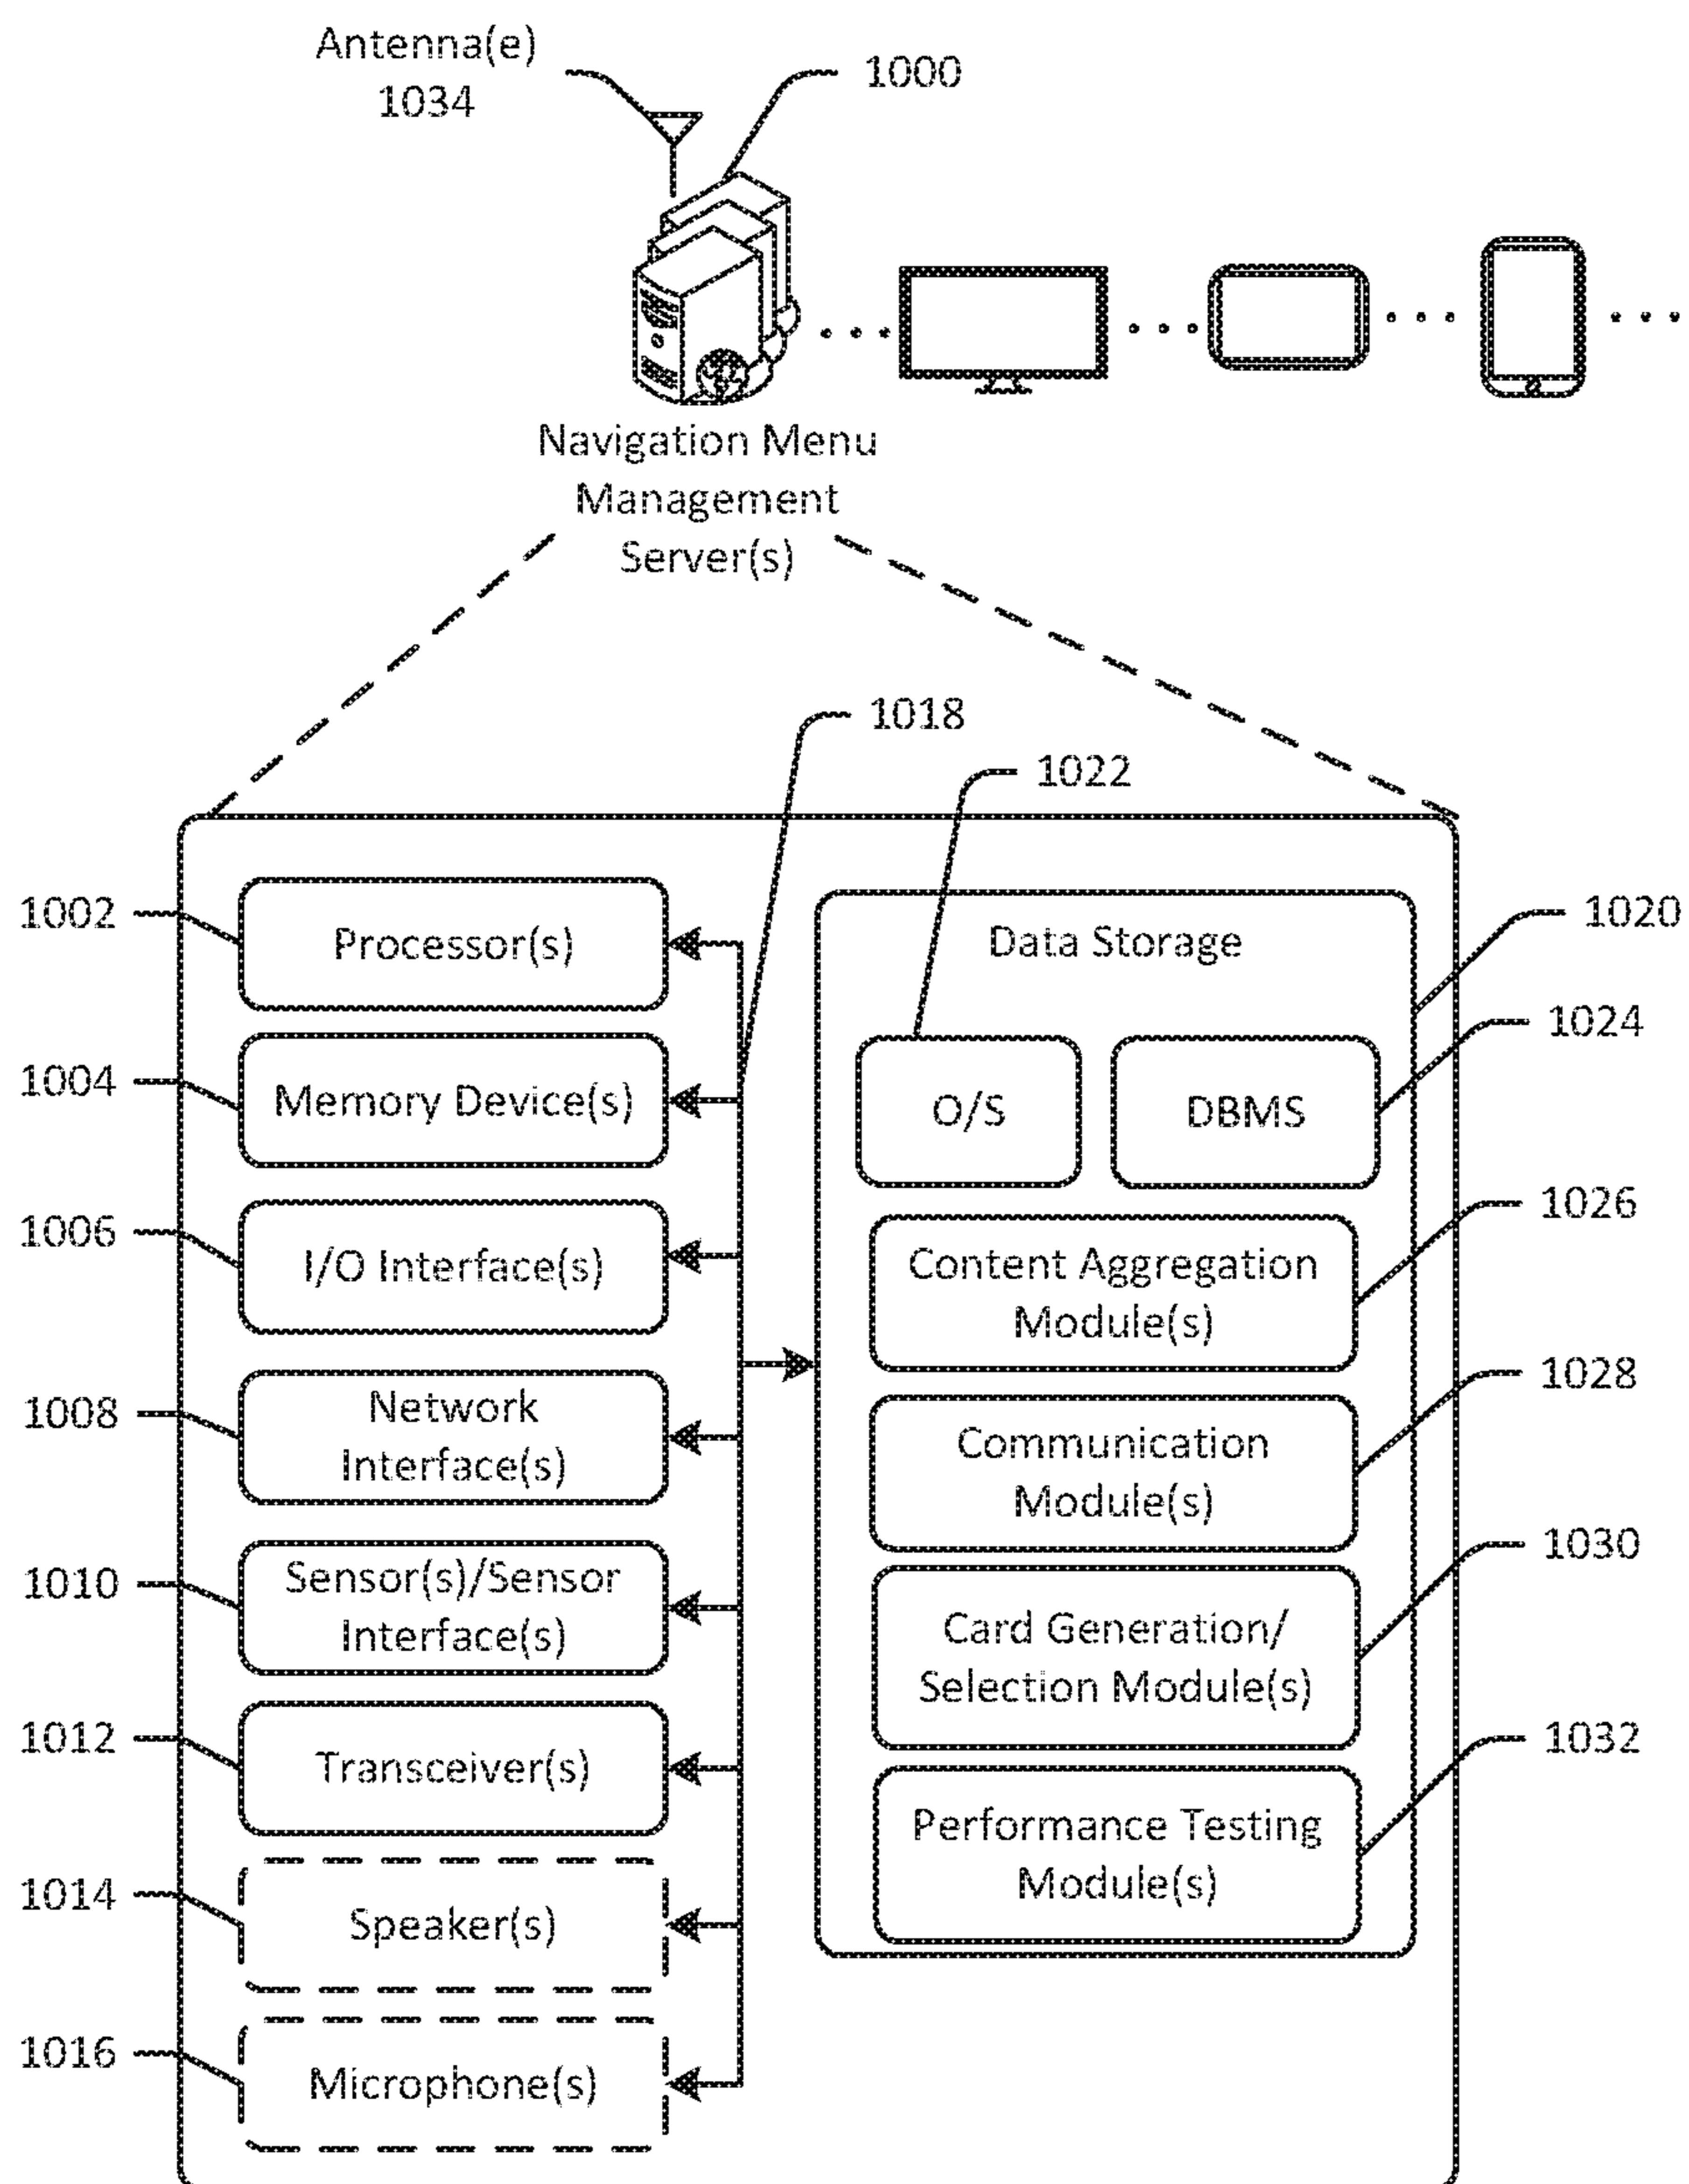 Antenna(e)
1034
1000
Navigation Menu
Management
Server(s)
1018
1022
1002
Processor(s)
Data Storage
1020
1004
Memory Device(s)
O/S
DBMS
1024
1006
I/O Interface(s)
Content Aggregation
Module(s)
1026
1008
Network
Interface(s)
Communication
Module(s)
1028
1010
Sensor(s)/Sensor
Interface(s)
Card Generation/
Selection Module(s)
1030
1012
Transceiver(s)
Performance Testing
Module(s)
1032
1014
Speaker(s)
1016
Microphone(s)